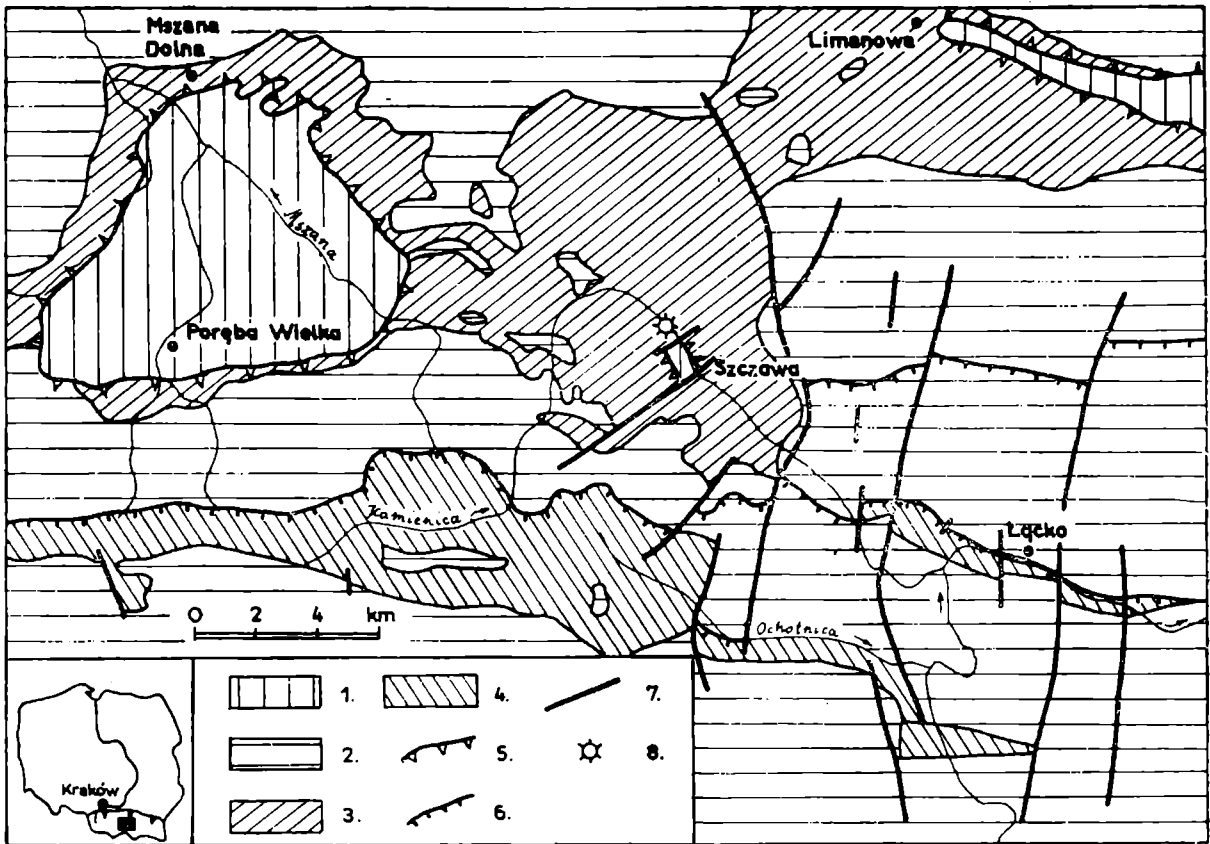 Mszana
Dolna
Limanowa
Mszana
Poręba Wielka
Szczawa
Kamienica
Łącko
0 2 4 km
Ochotnica
1. 4. 7.
2. 5. 8.
3. 6.
Kraków